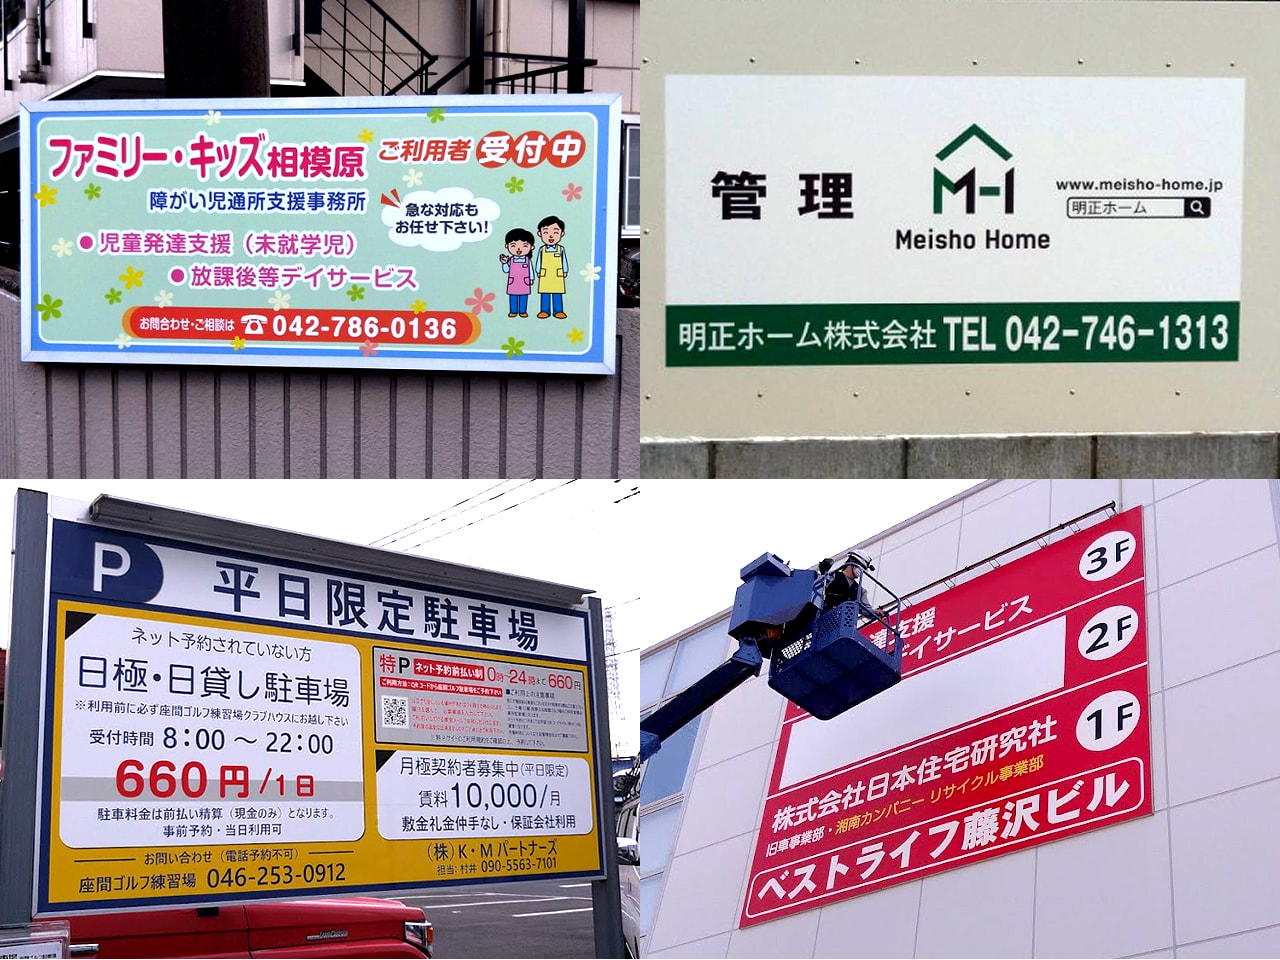 ファミリー・キッズ相模原
ご利用者 受付中
障がい児通所支援事務所
急な対応も
お任せ下さい!
●児童発達支援（未就学児）
●放課後等デイサービス
お問合わせ・ご相談は ☎042-786-0136
管理
M-I
Meisho Home
www.meisho-home.jp
明正ホーム
明正ホーム株式会社 TEL 042-746-1313
P 平日限定駐車場
ネット予約されていない方
日極・日貸し駐車場
※利用前に必ず座間ゴルフ練習場クラブハウスにお越し下さい
受付時間 8:00 ～ 22:00
660円/1日
駐車料金は前払い精算（現金のみ）となります。
事前予約・当日利用可
特P ネット予約前払い制 0時～24時まで660円
月極契約者募集中(平日限定)
賃料10,000/月
敷金礼金仲手なし・保証会社利用
お問い合わせ（電話予約不可）
座間ゴルフ練習場 046-253-0912
(株)K・Mパートナーズ
担当:村井 090-5563-7101
3F
支援
デイサービス
2F
1F
株式会社日本住宅研究社
旧車事業部・湘南カンパニー リサイクル事業部
ベストライフ藤沢ビル